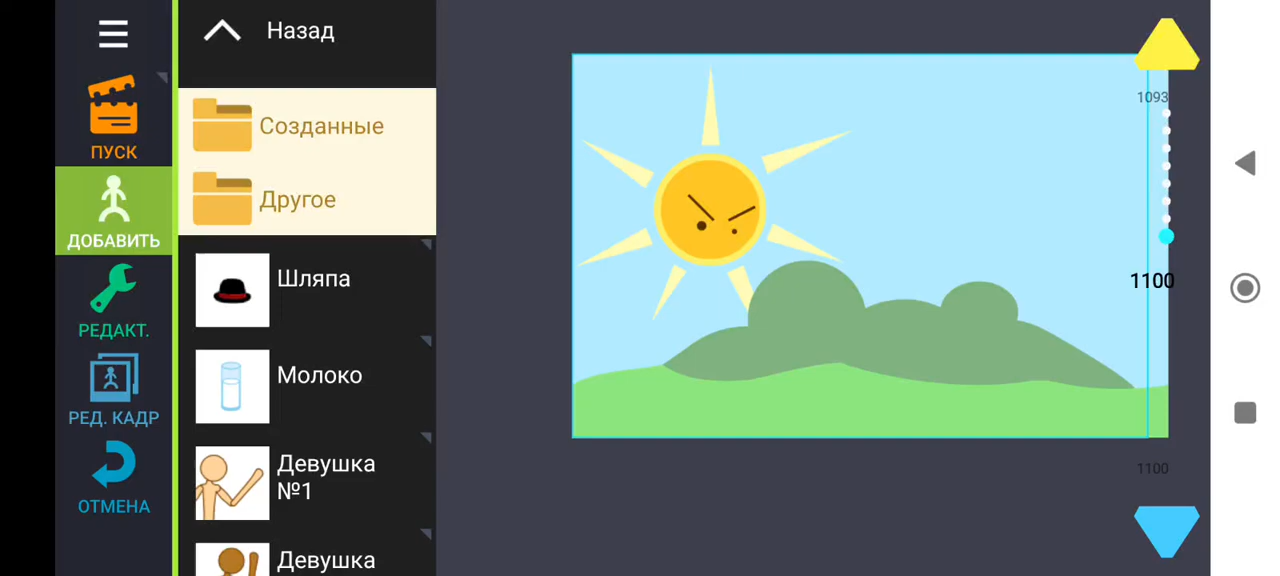 ПУСК
ДОБАВИТЬ
РЕДАКТ.
РЕД. КАДР
ОТМЕНА
Назад
Созданные
Другое
Шляпа
Молоко
Девушка
№1
Девушка
1093
1100
1100